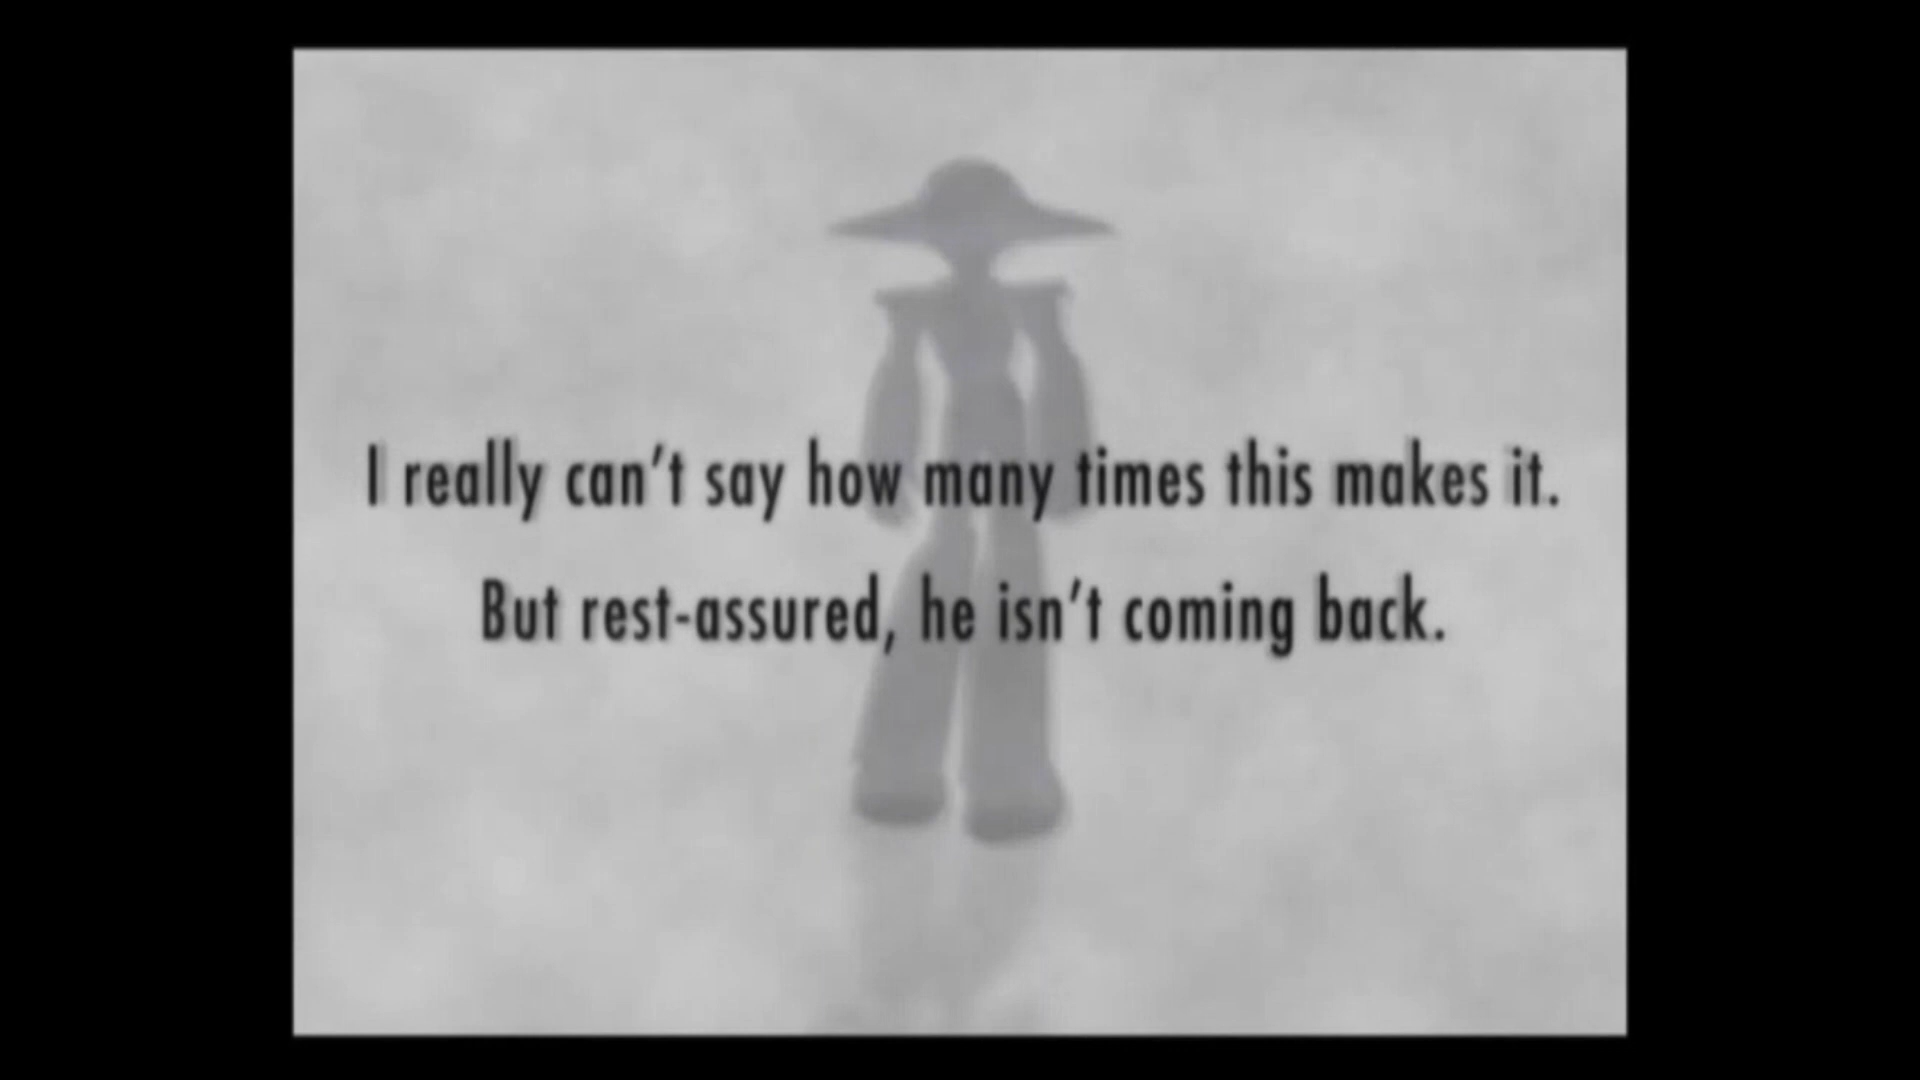 I really can't say how many times this makes it.
But rest-assured, he isn't coming back.